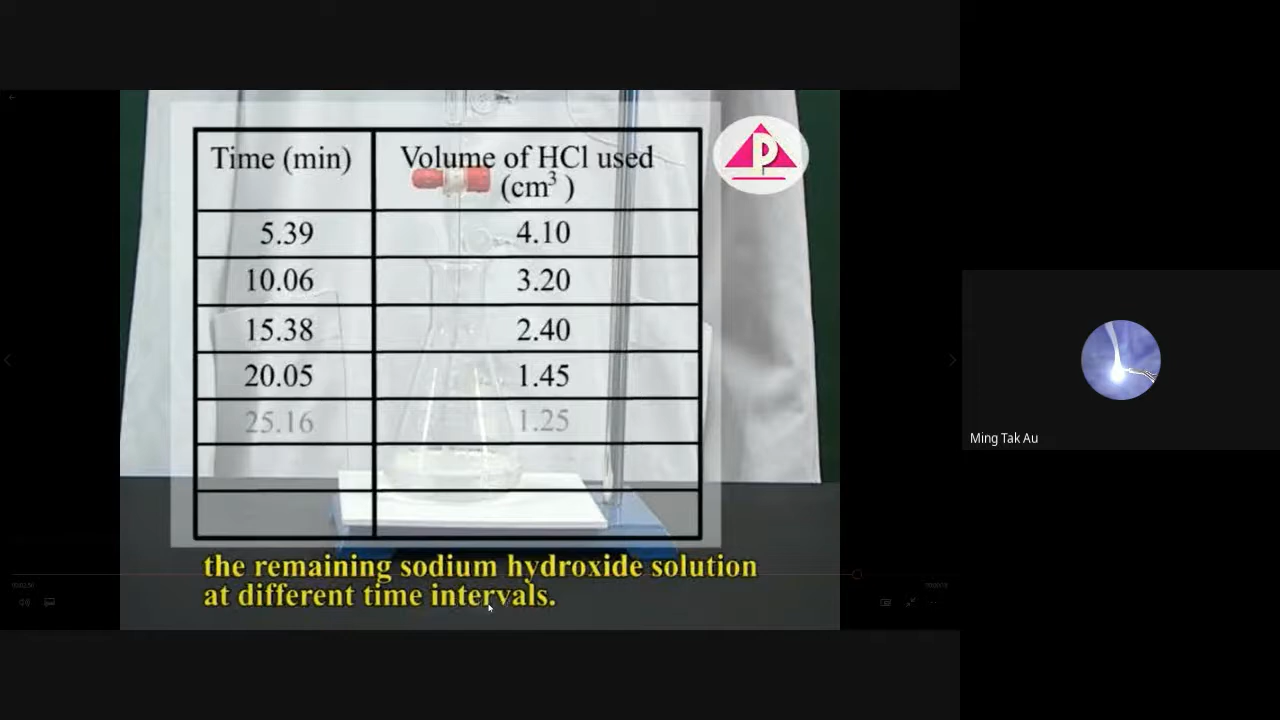 Time (min) Volume of HCl used
(cm³)
5.39 4.10
10.06 3.20
15.38 2.40
20.05 1.45
25.16 1.25
P
the remaining sodium hydroxide solution
at different time intervals.
Ming Tak Au